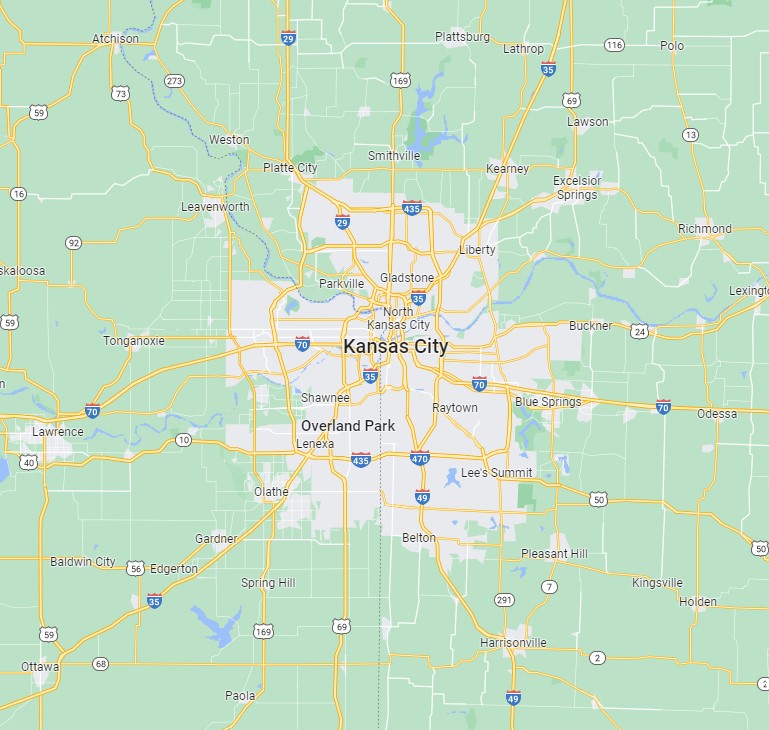 Atchison
29
Plattsburg
Lathrop
116
Polo
35
273
169
73
59
69
Lawson
13
Weston
Smithville
Platte City
Kearney
Excelsior
Springs
16
Leavenworth
435
29
Richmond
92
Liberty
skaloosa
Gladstone
Parkville
35
Lexingt
North
Kansas City
59
Buckner
24
Tonganoxie
70
Kansas City
35
70
n
Shawnee
Blue Springs
70
Raytown
70
Odessa
Overland Park
Lawrence
10
Lenexa
40
435
470
Lee's Summit
Olathe
49
50
Gardner
Belton
50
Pleasant Hill
Baldwin City
56
Edgerton
Spring Hill
7
Kingsville
35
291
Holden
59
169
69
Harrisonville
Ottawa
68
2
2
Paola
49